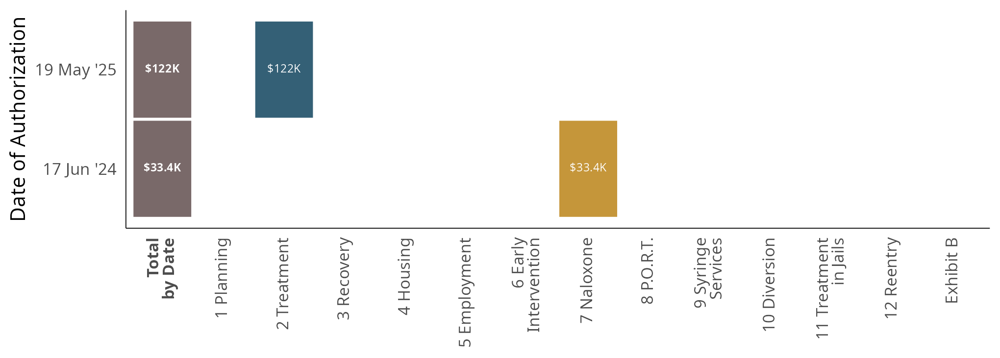 Date of Authorization
19 May '25
$122K
$122K
17 Jun '24
$33.4K
$33.4K
Total
by Date
1 Planning
2 Treatment
3 Recovery
4 Housing
5 Employment
6 Early
Intervention
7 Naloxone
8 P.O.R.T.
9 Syringe
Services
10 Diversion
11 Treatment
in Jails
12 Reentry
Exhibit B